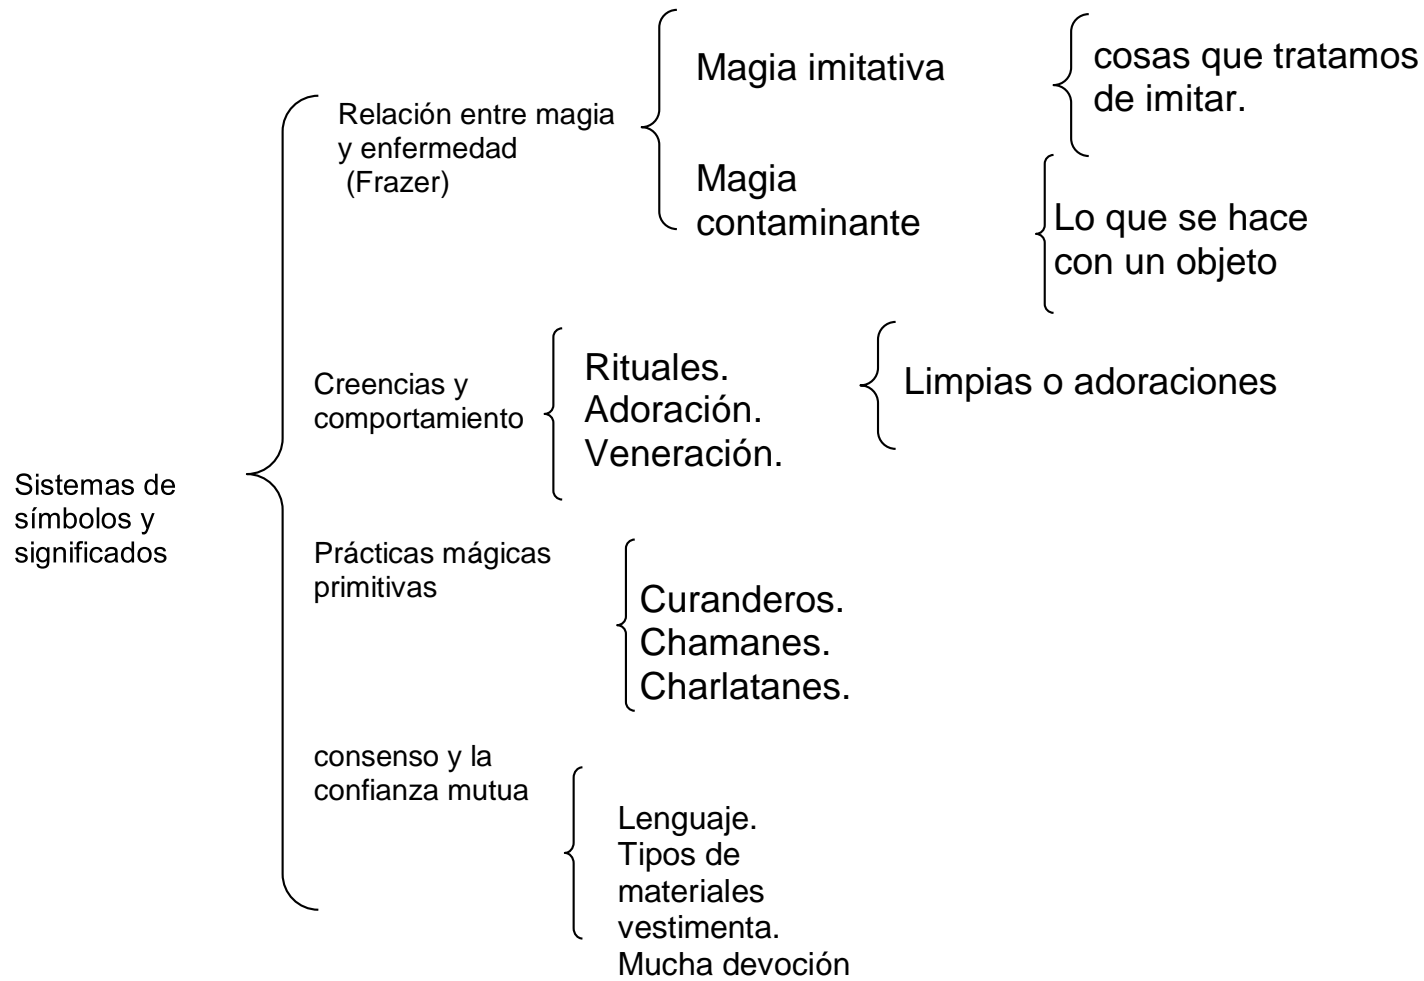 Sistemas de
símbolos y
significados
Relación entre magia
y enfermedad
(Frazer)
Magia imitativa
cosas que tratamos
de imitar.
Magia
contaminante
Lo que se hace
con un objeto
Creencias y
comportamiento
Rituales.
Adoración.
Veneración.
Limpias o adoraciones
Prácticas mágicas
primitivas
Curanderos.
Chamanes.
Charlatanes.
consenso y la
confianza mutua
Lenguaje.
Tipos de
materiales
vestimenta.
Mucha devoción